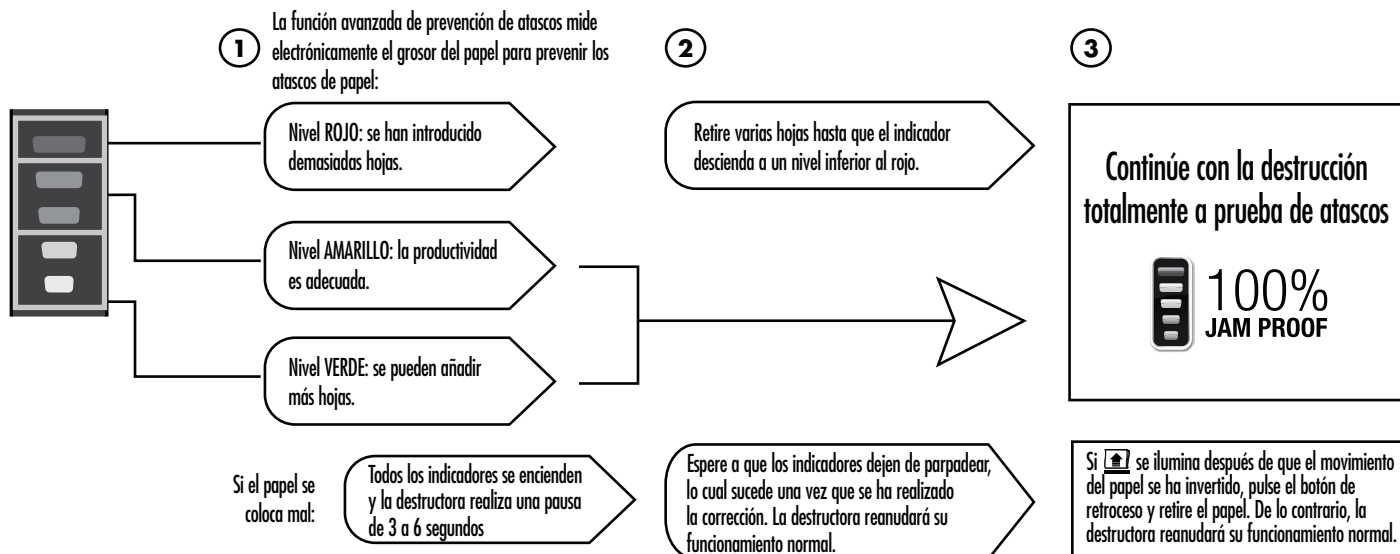 1
La función avanzada de prevención de atascos mide
electrónicamente el grosor del papel para prevenir los
atascos de papel:
2
3
Nivel ROJO: se han introducido
demasiadas hojas.
Retire varias hojas hasta que el indicador
descienda a un nivel inferior al rojo.
Continúe con la destrucción
totalmente a prueba de atascos
100%
JAM PROOF
Nivel AMARILLO: la productividad
es adecuada.
Nivel VERDE: se pueden añadir
más hojas.
Si el papel se
coloca mal:
Todos los indicadores se encienden
y la destructora realiza una pausa
de 3 a 6 segundos
Espere a que los indicadores dejen de parpadear,
lo cual sucede una vez que se ha realizado
la corrección. La destructora reanudará su
funcionamiento normal.
Si se ilumina después de que el movimiento
del papel se ha invertido, pulse el botón de
retroceso y retire el papel. De lo contrario, la
destructora reanudará su funcionamiento normal.